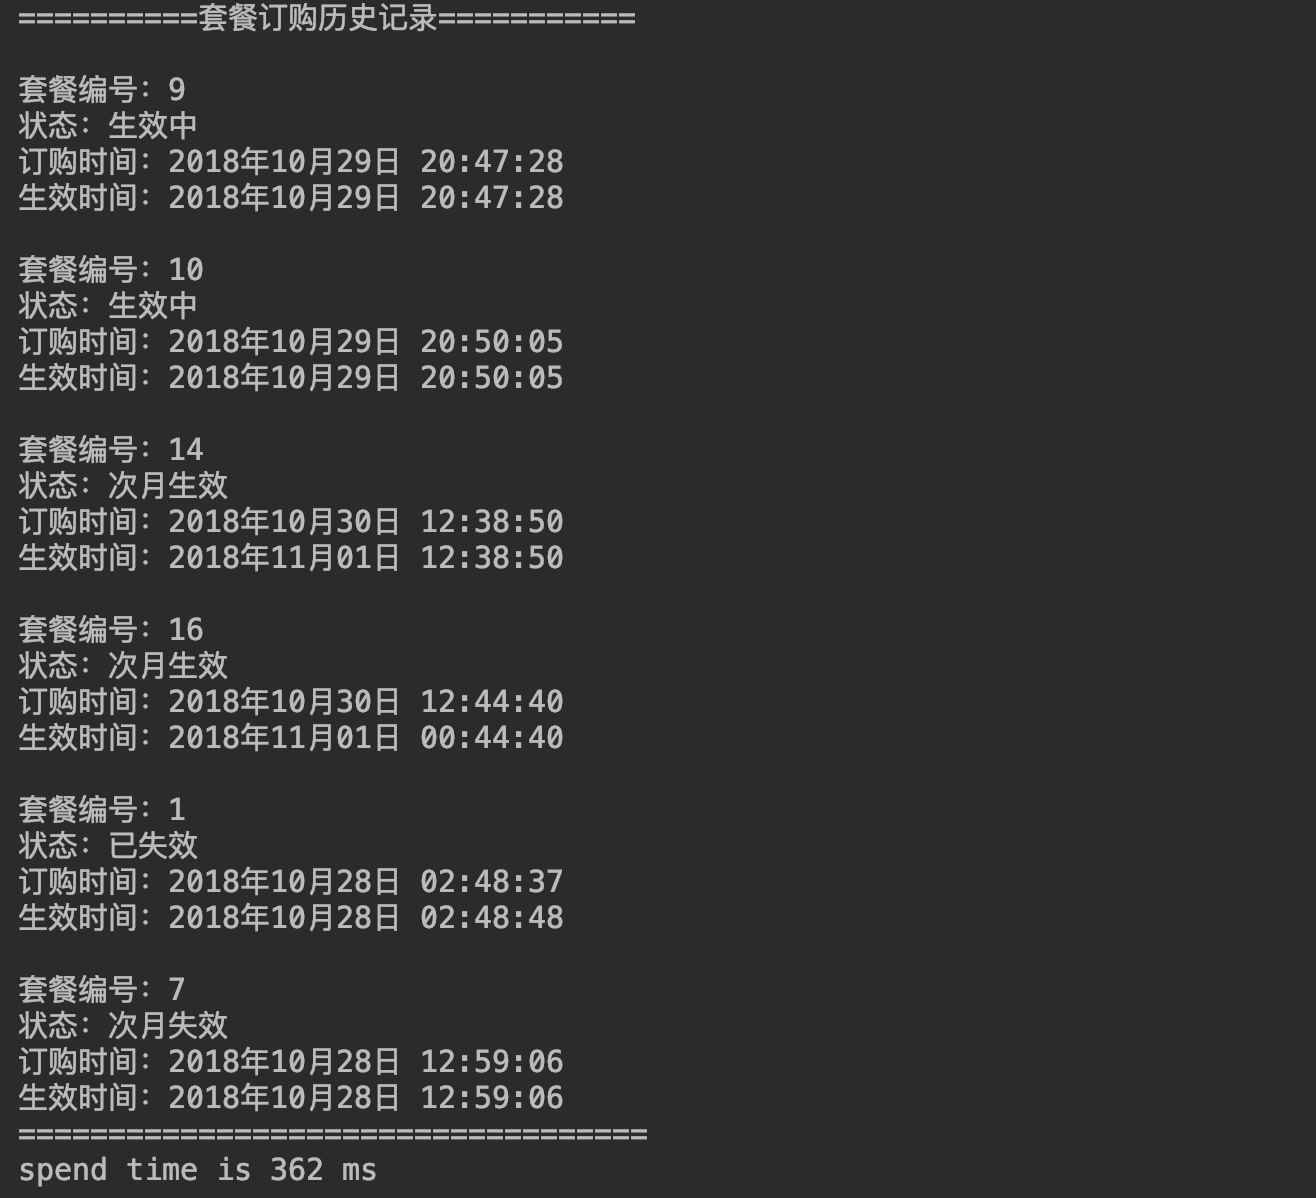 ==========套餐订购历史记录===========
套餐编号：9
状态：生效中
订购时间：2018年10月29日 20:47:28
生效时间：2018年10月29日 20:47:28
套餐编号：10
状态：生效中
订购时间：2018年10月29日 20:50:05
生效时间：2018年10月29日 20:50:05
套餐编号：14
状态：次月生效
订购时间：2018年10月30日 12:38:50
生效时间：2018年11月01日 12:38:50
套餐编号：16
状态：次月生效
订购时间：2018年10月30日 12:44:40
生效时间：2018年11月01日 00:44:40
套餐编号：1
状态：已失效
订购时间：2018年10月28日 02:48:37
生效时间：2018年10月28日 02:48:48
套餐编号：7
状态：次月失效
订购时间：2018年10月28日 12:59:06
生效时间：2018年10月28日 12:59:06
===================================
spend time is 362 ms